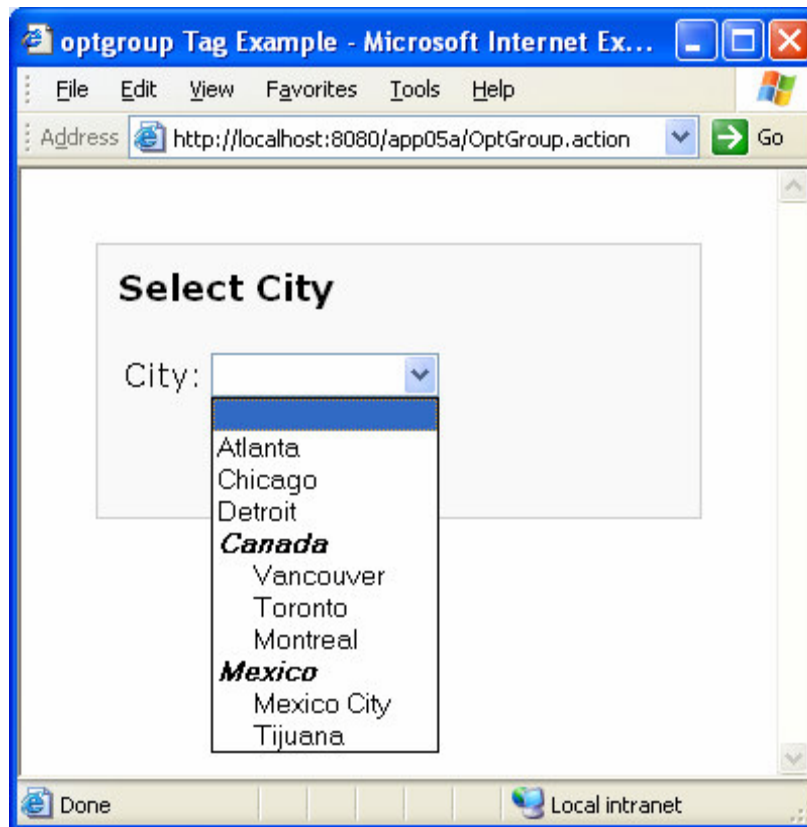 optgroup Tag Example - Microsoft Internet Ex...
File Edit View Favorites Tools Help
Address http://localhost:8080/app05a/OptGroup.action Go
Select City
City:
Atlanta
Chicago
Detroit
Canada
Vancouver
Toronto
Montreal
Mexico
Mexico City
Tijuana
Done Local intranet